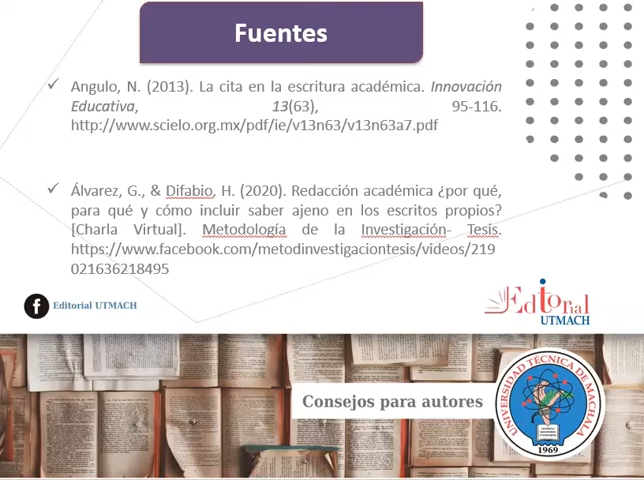 Fuentes
✓ Angulo, N. (2013). La cita en la escritura académica. Innovación
Educativa, 13(63), 95-116.
http://www.scielo.org.mx/pdf/ie/v13n63/v13n63a7.pdf
✓ Álvarez, G., & Difabio, H. (2020). Redacción académica ¿por qué,
para qué y cómo incluir saber ajeno en los escritos propios?
[Charla Virtual]. Metodología de la Investigación- Tesis.
https://www.facebook.com/metodinvestigaciontesis/videos/219
021636218495
f Editorial UTMACH
Editorial
UTMACH
Consejos para autores
UNIVERSIDAD TÉCNICA DE MACHALA
1969